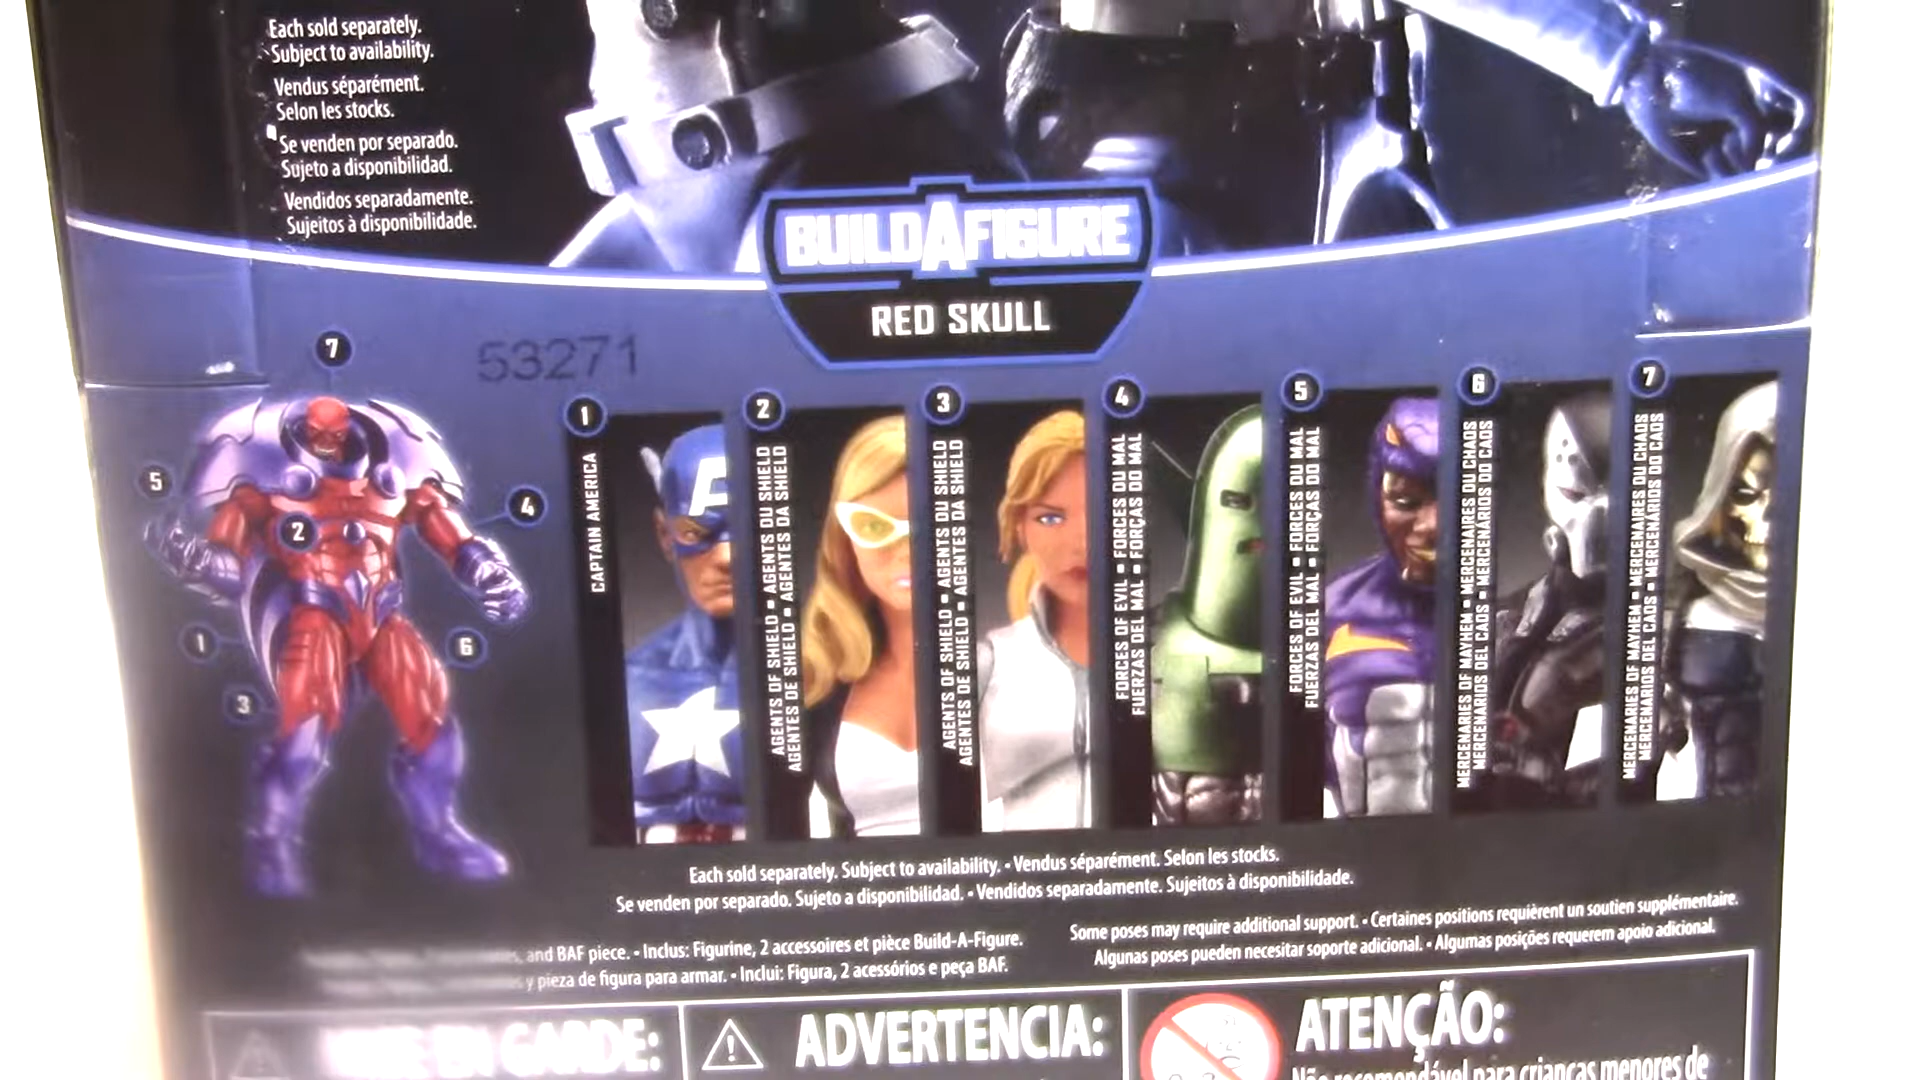 Each sold separately.
Subject to availability.
Vendus séparément.
Selon les stocks.
Se venden por separado.
Sujeto a disponibilidad.
Vendidos separadamente.
Sujeitos à disponibilidade.
BUILDAFIGURE
RED SKULL
53271
7
5
4
2
1
6
3
1
CAPTAIN AMERICA
2
AGENTS OF SHIELD ▪ AGENTS DU SHIELD
AGENTES DE SHIELD ▪ AGENTES DA SHIELD
3
AGENTS OF SHIELD ▪ AGENTS DU SHIELD
AGENTES DE SHIELD ▪ AGENTES DA SHIELD
4
FORCES OF EVIL ▪ FORCES DU MAL
FUERZAS DEL MAL ▪ FORÇAS DO MAL
5
FORCES OF EVIL ▪ FORCES DU MAL
FUERZAS DEL MAL ▪ FORÇAS DO MAL
6
MERCENARIES OF MAYHEM ▪ MERCENAIRES DU CHAOS
MERCENARIOS DEL CAOS ▪ MERCENÁRIOS DO CAOS
7
MERCENARIES OF MAYHEM ▪ MERCENAIRES DU CHAOS
MERCENARIOS DEL CAOS ▪ MERCENÁRIOS DO CAOS
A
Each sold separately. Subject to availability. • Vendus séparément. Selon les stocks.
Se venden por separado. Sujeto a disponibilidad. • Vendidos separadamente. Sujeitos à disponibilidade.
and BAF piece. • Inclus: Figurine, 2 accessoires et pièce Build-A-Figure.
y pieza de figura para armar. • Inclui: Figura, 2 acessórios e peça BAF.
Some poses may require additional support. • Certaines positions requièrent un soutien supplémentaire.
Algunas poses pueden necesitar soporte adicional. • Algumas posições requerem apoio adicional.
EN GARDE:
ADVERTENCIA:
ATENÇÃO:
Não recomendável para crianças menores de